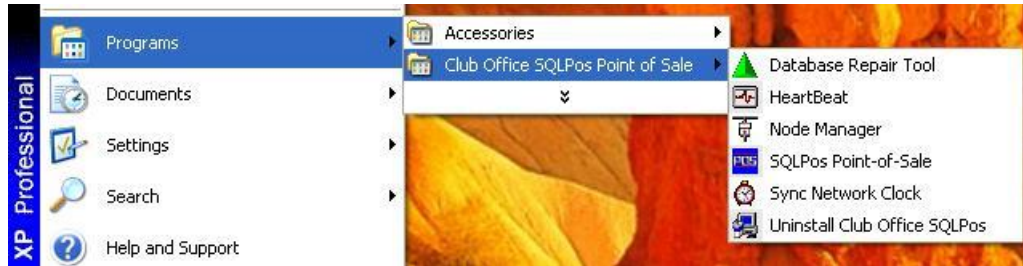 XP Professional
Programs
Documents
Settings
Search
Help and Support
Accessories
Club Office SQLPos Point of Sale
Database Repair Tool
HeartBeat
Node Manager
POS SQLPos Point-of-Sale
Sync Network Clock
Uninstall Club Office SQLPos